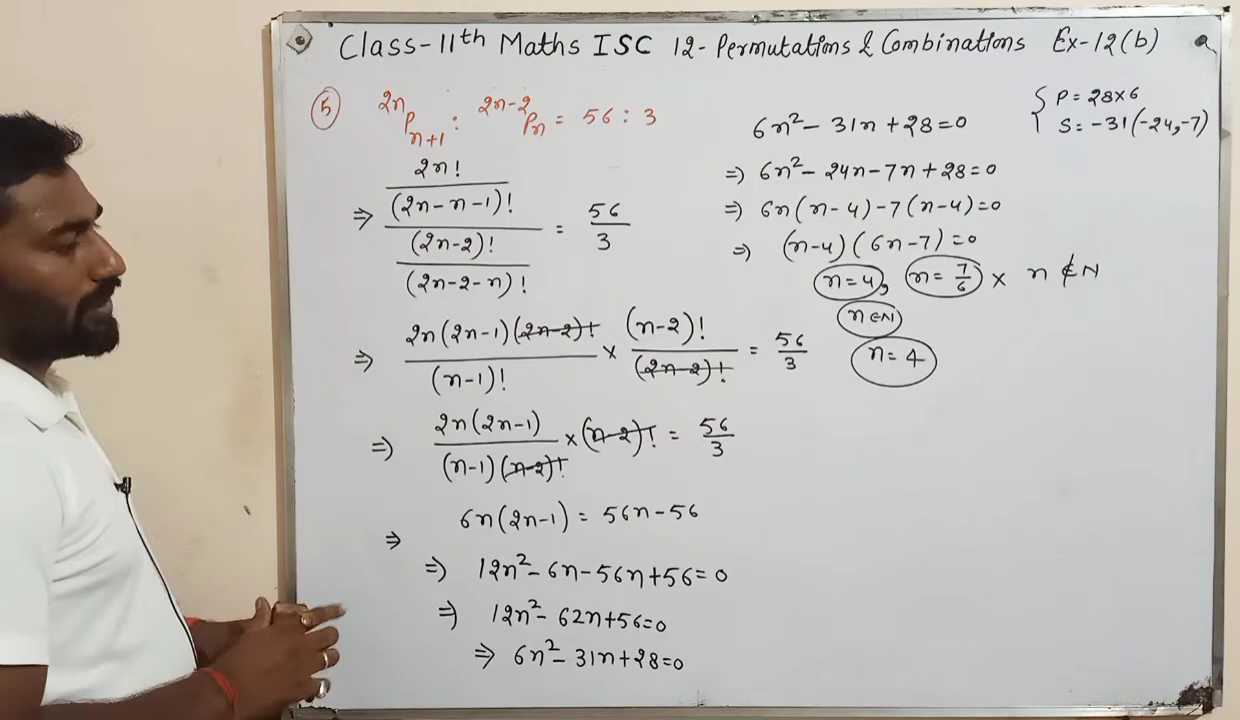 Class-11th Maths ISC 12-Permutations & Combinations Ex-12(b)
⑤ ²ⁿPₙ₊₁ : ²ⁿ⁻²Pₙ = 56 : 3
⇒ (2n! / (2n-n-1)!) / ((2n-2)! / (2n-2-n)!) = 56/3
⇒ 2n(2n-1)(2n-2)! / (n-1)! × (n-2)! / (2n-2)! = 56/3
⇒ 2n(2n-1) / (n-1)(n-2)! × (n-2)! = 56/3
⇒ 6n(2n-1) = 56n-56
⇒ 12n²-6n-56n+56=0
⇒ 12n²-62n+56=0
⇒ 6n²-31n+28=0
6n²-31n+28=0
{ P = 28×6
S = -31(-24,-7)
⇒ 6n²-24n-7n+28=0
⇒ 6n(n-4)-7(n-4)=0
⇒ (n-4)(6n-7)=0
n=4, n=7/6 × n∉N
n∈N
n=4